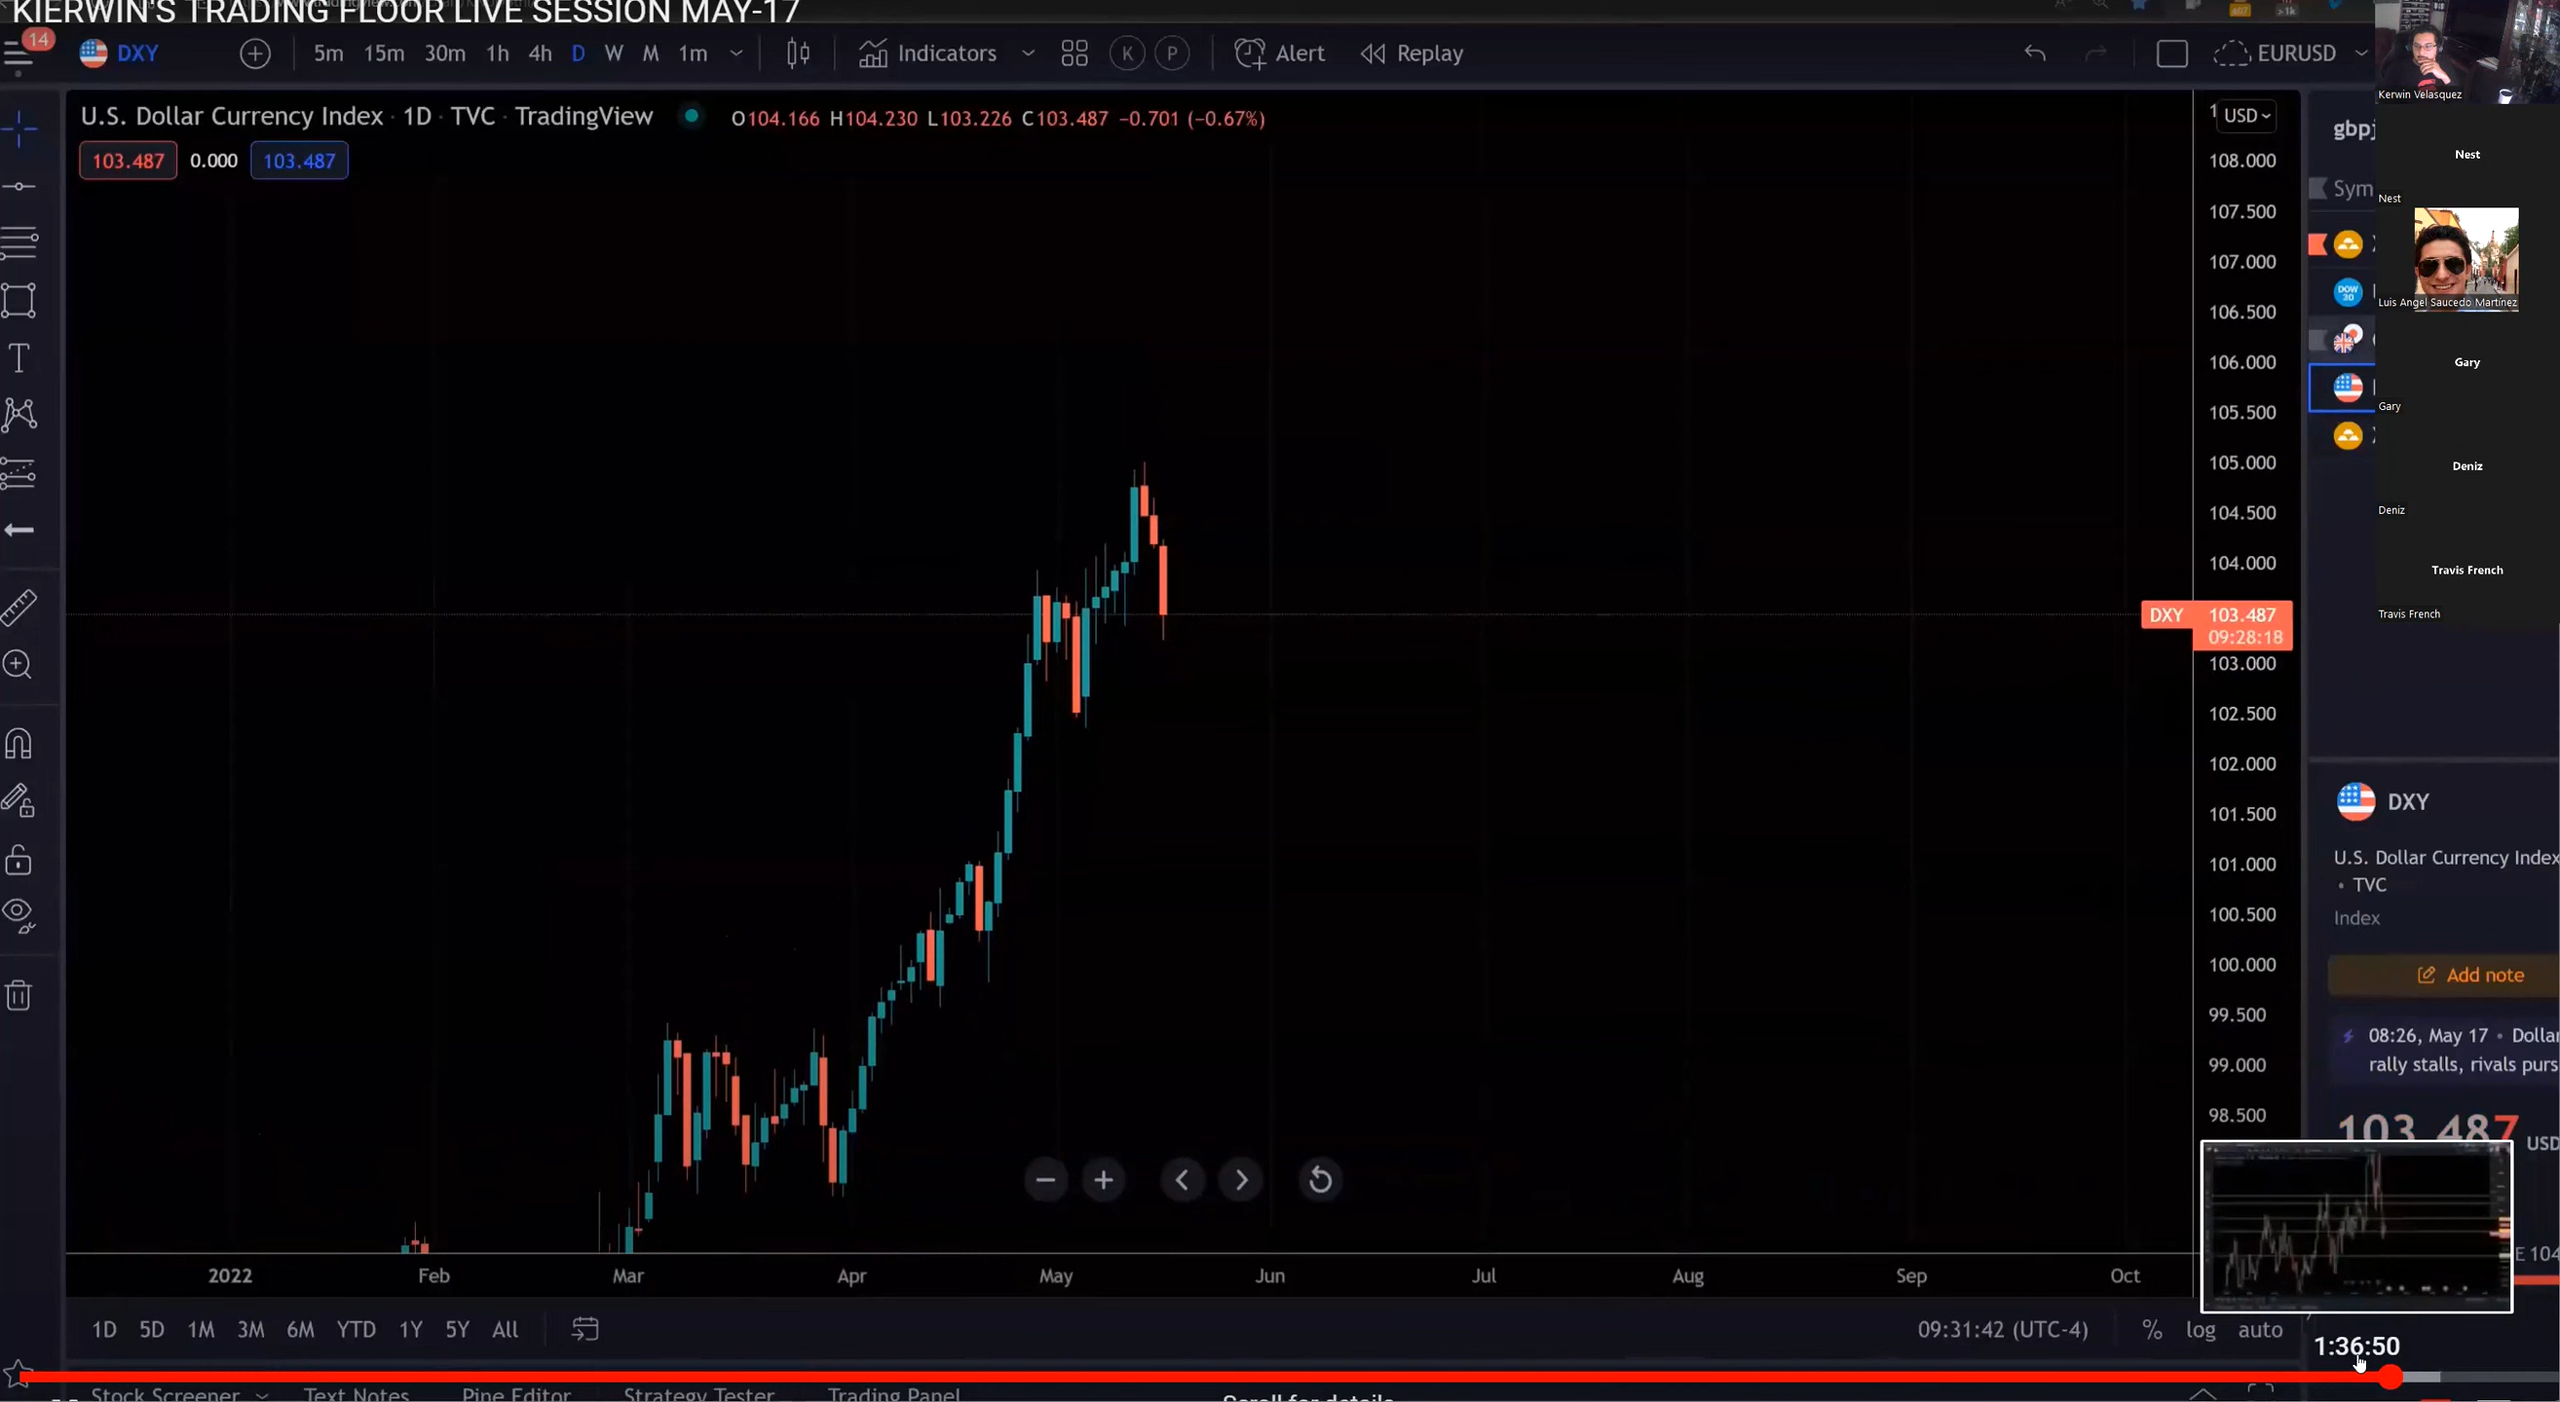 KIERWIN'S TRADING FLOOR LIVE SESSION MAY-17
14
DXY
5m 15m 30m 1h 4h D W M 1m
Indicators
K P
Alert
Replay
EURUSD
Kerwin Velasquez
U.S. Dollar Currency Index · 1D · TVC · TradingView
O104.166 H104.230 L103.226 C103.487 −0.701 (−0.67%)
103.487 0.000 103.487
USD
108.000
107.500
107.000
106.500
106.000
105.500
105.000
104.500
104.000
DXY 103.487
09:28:18
103.000
102.500
102.000
101.500
101.000
100.500
100.000
99.500
99.000
98.500
gbpj
Sym
DOW 30
Nest
Nest
Luis Angel Saucedo Martinez
Gary
Gary
Deniz
Deniz
Travis French
Travis French
DXY
U.S. Dollar Currency Index
• TVC
Index
Add note
08:26, May 17 • Dolla
rally stalls, rivals purs
103.487 USD
E 104
2022 Feb Mar Apr May Jun Jul Aug Sep Oct
1D 5D 1M 3M 6M YTD 1Y 5Y All
09:31:42 (UTC-4) % log auto
1:36:50
Stock Screener Text Notes Pine Editor Strategy Tester Trading Panel
Scroll for details